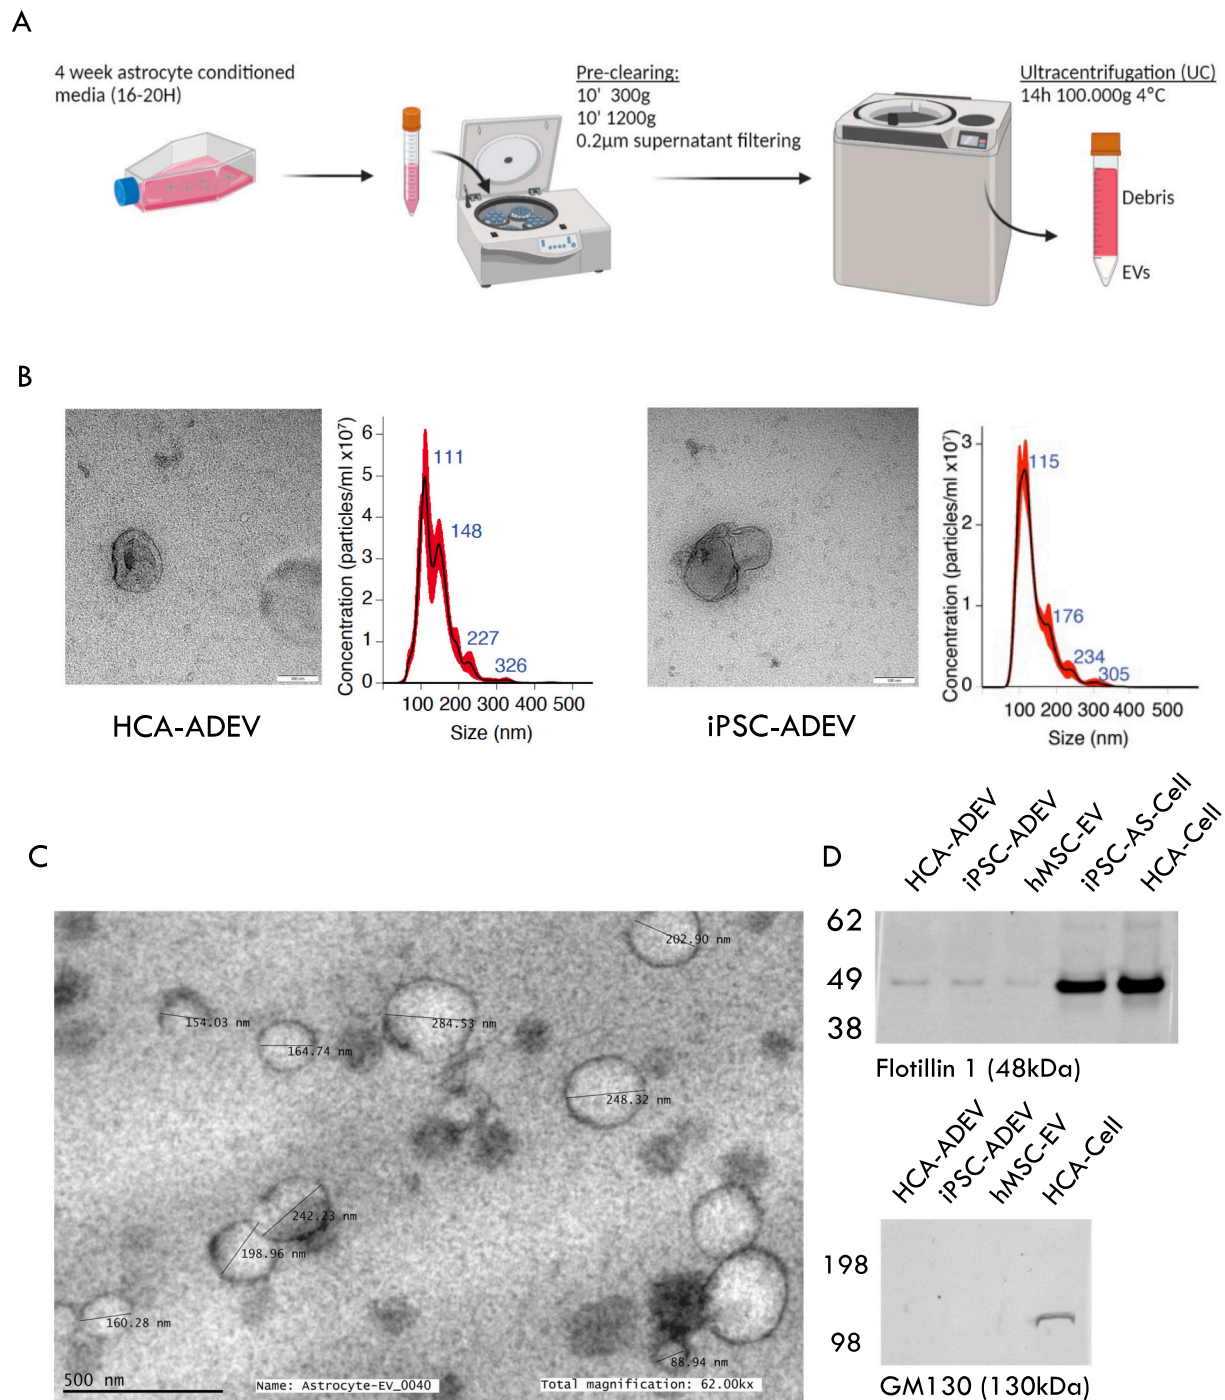 A
4 week astrocyte conditioned
media (16-20H)
Pre-clearing:
10' 300g
10' 1200g
0.2µm supernatant filtering
Ultracentrifugation (UC)
14h 100.000g 4°C
Debris
EVs
B
100 nm
HCA-ADEV
Concentration (particles/ml x10⁷)
6
5
4
3
2
1
0
111
148
227
326
100 200 300 400 500
Size (nm)
100 nm
iPSC-ADEV
Concentration (particles/ml x10⁷)
3
2
1
0
115
176
234
305
100 200 300 400 500
Size (nm)
C
202.90 nm
154.03 nm
284.53 nm
164.74 nm
248.32 nm
242.23 nm
198.96 nm
160.28 nm
88.94 nm
500 nm
Name: Astrocyte-EV_0040
Total magnification: 62.00kx
D
HCA-ADEV
iPSC-ADEV
hMSC-EV
iPSC-AS-Cell
HCA-Cell
62
49
38
Flotillin 1 (48kDa)
HCA-ADEV
iPSC-ADEV
hMSC-EV
HCA-Cell
198
98
GM130 (130kDa)